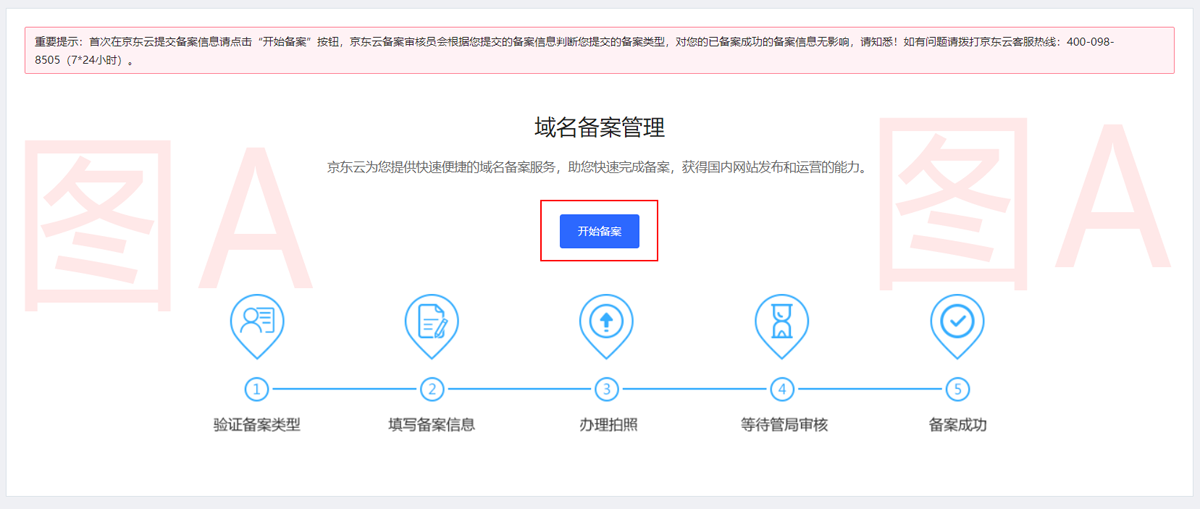 重要提示：首次在京东云提交备案信息请点击“开始备案”按钮，京东云备案审核员会根据您提交的备案信息判断您提交的备案类型，对您的已备案成功的备案信息无影响，请知悉！如有问题请拨打京东云客服热线：400-098-
8505（7*24小时）。
域名备案管理
京东云为您提供快速便捷的域名备案服务，助您快速完成备案，获得国内网站发布和运营的能力。
图A
图A
开始备案
1 2 3 4 5
验证备案类型 填写备案信息 办理拍照 等待管局审核 备案成功